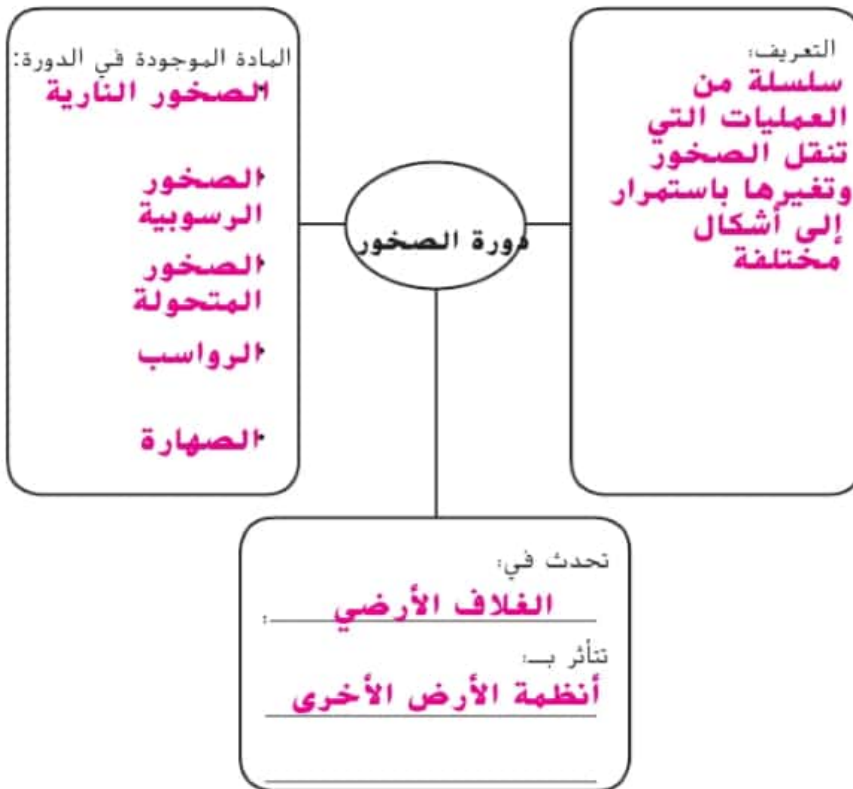 التعريف:
سلسلة من
العمليات التي
تنقل الصخور
وتغيرها باستمرار
إلى أشكال
مختلفة
دورة الصخور
المادة الموجودة في الدورة:
الصخور النارية
الصخور
الرسوبية
الصخور
المتحولة
الرواسب
الصهارة
تحدث في:
الغلاف الأرضي
تتأثر بـ:
أنظمة الأرض الأخرى